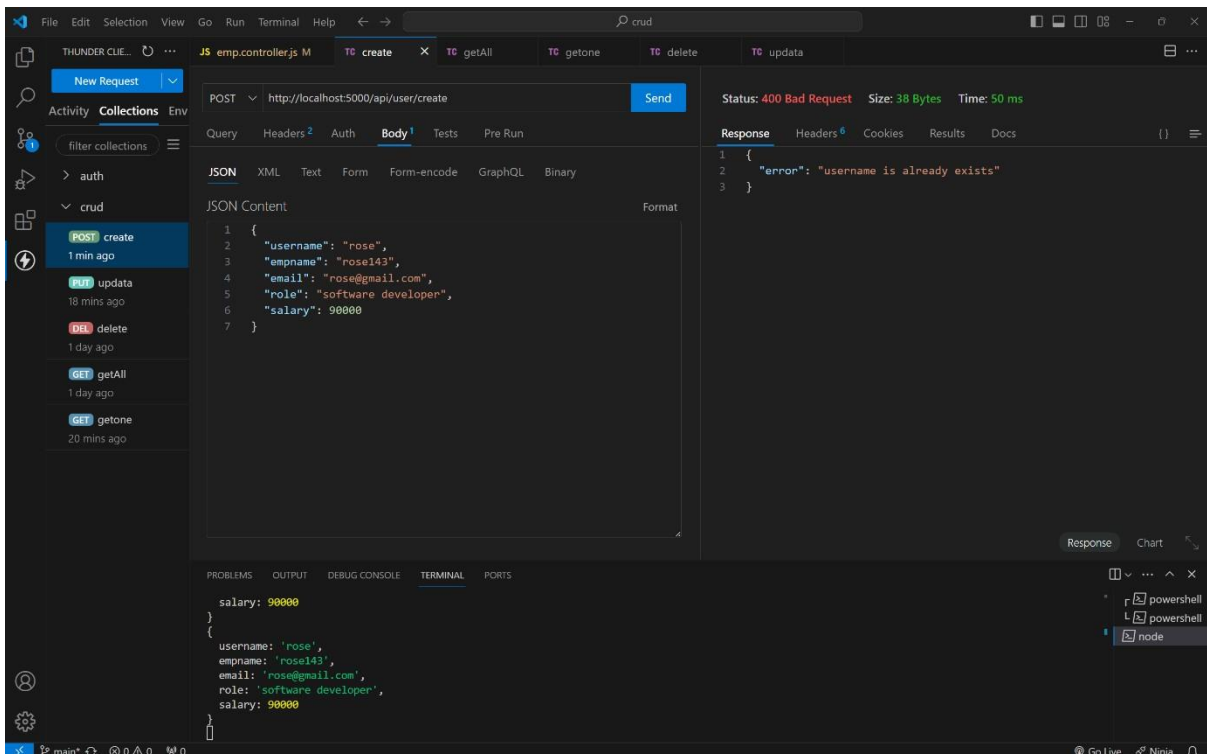 File Edit Selection View Go Run Terminal Help
crud
THUNDER CLIE...
JS emp.controller.js M
TC create
TC getAll
TC getone
TC delete
TC updata
New Request
Activity Collections Env
filter collections
auth
crud
POST create
1 min ago
PUT updata
18 mins ago
DEL delete
1 day ago
GET getAll
1 day ago
GET getone
20 mins ago
POST http://localhost:5000/api/user/create Send
Query Headers 2 Auth Body 1 Tests Pre Run
JSON XML Text Form Form-encode GraphQL Binary
JSON Content Format
1 {
2 "username": "rose",
3 "empname": "rose143",
4 "email": "rose@gmail.com",
5 "role": "software developer",
6 "salary": 90000
7 }
Status: 400 Bad Request Size: 38 Bytes Time: 50 ms
Response Headers 6 Cookies Results Docs {}
1 {
2 "error": "username is already exists"
3 }
Response Chart
PROBLEMS OUTPUT DEBUG CONSOLE TERMINAL PORTS
salary: 90000
}
{
username: 'rose',
empname: 'rose143',
email: 'rose@gmail.com',
role: 'software developer',
salary: 90000
}
powershell
powershell
node
main* 0 0 0
Go Live Ninja